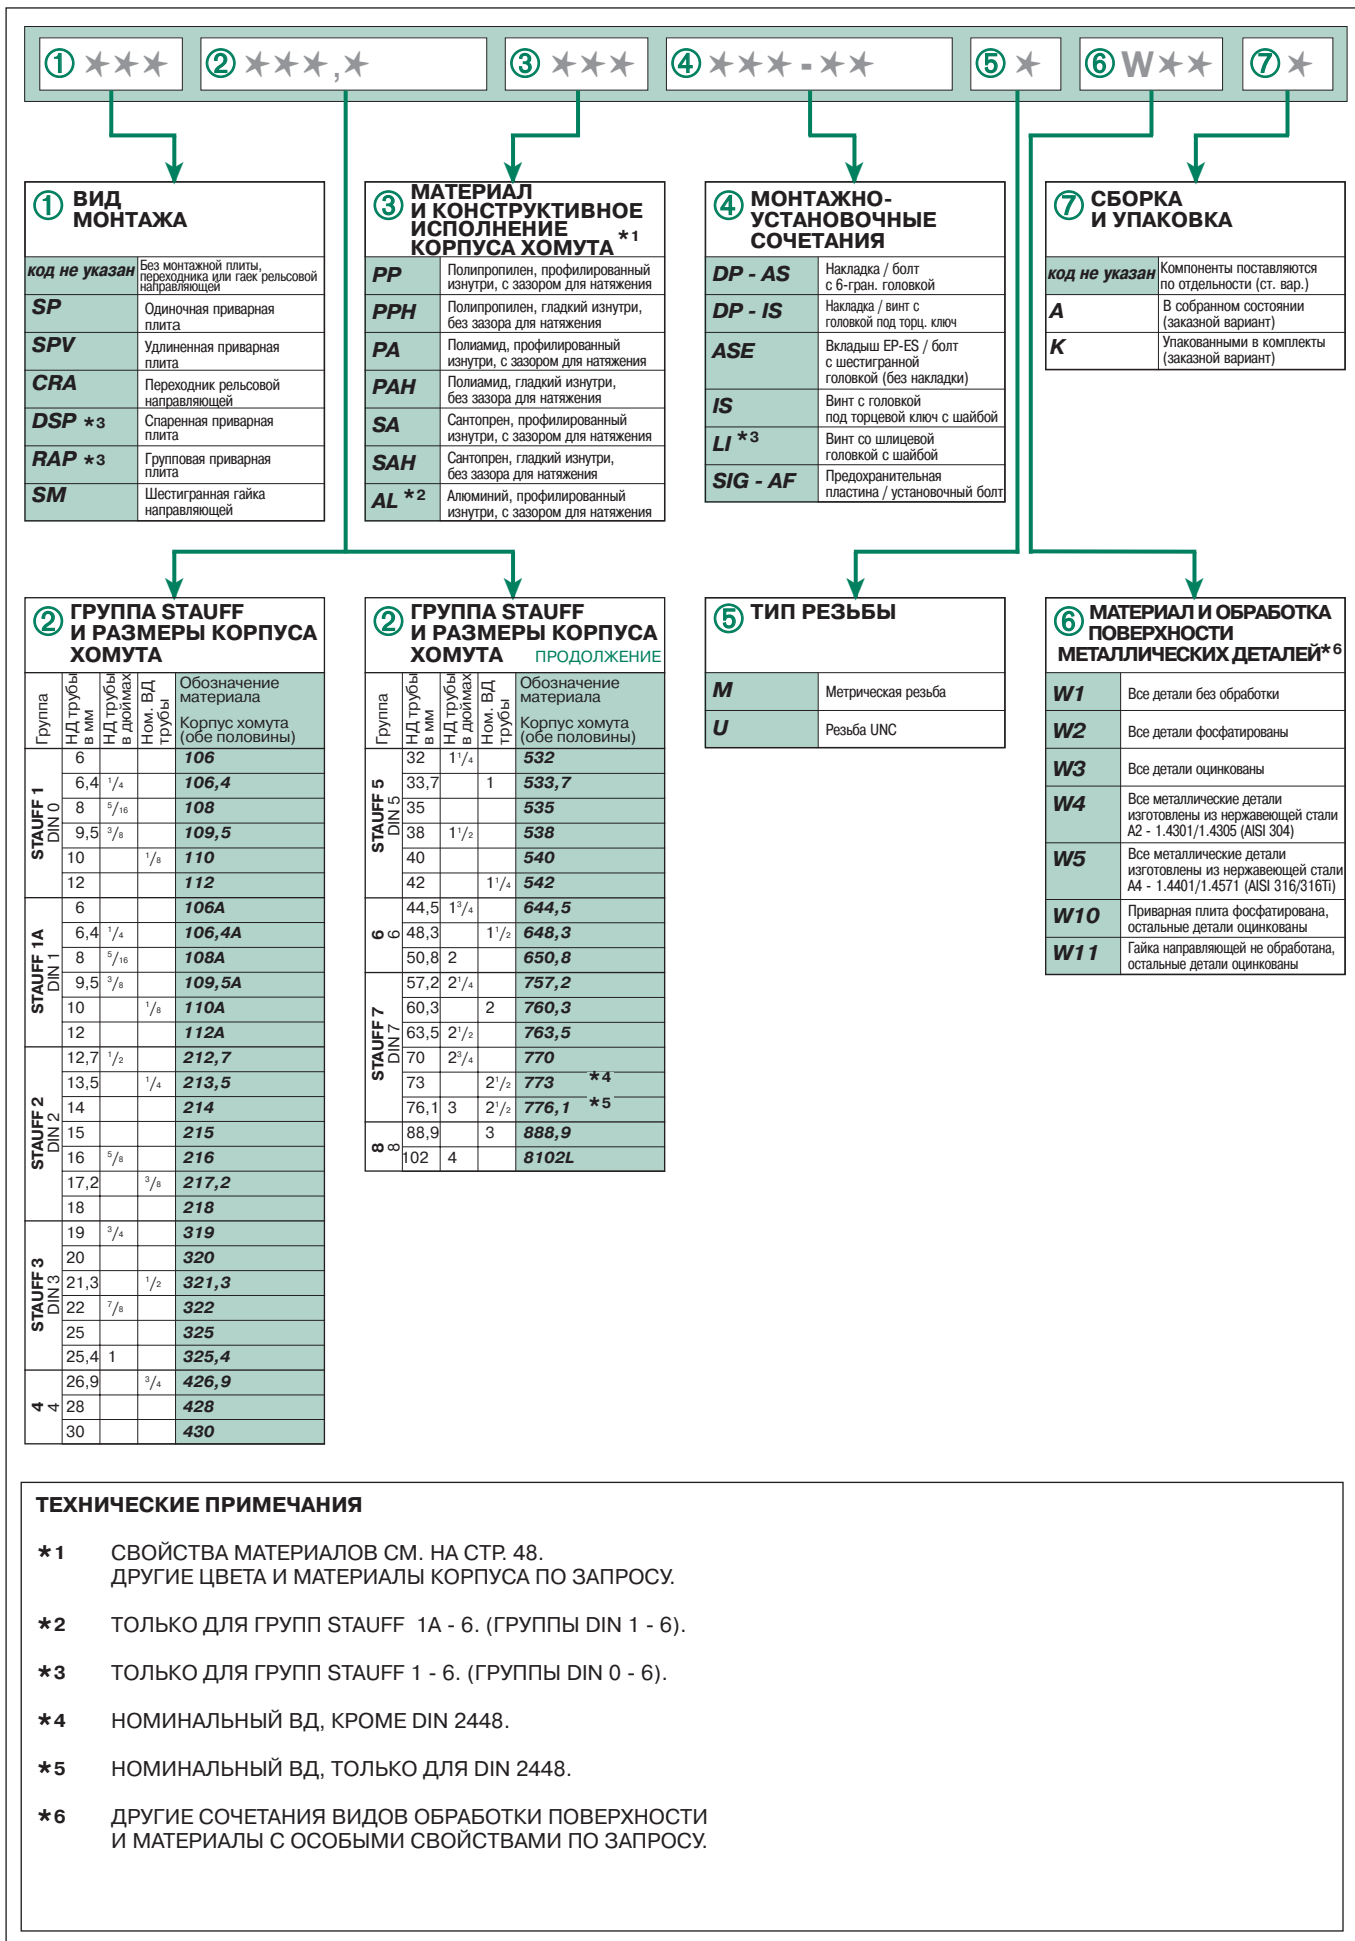 ① ★★★ ② ★★★,★ ③ ★★★ ④ ★★★-★★ ⑤ ★ ⑥ W★★ ⑦ ★
① ВИД
МОНТАЖА
код не указан Без монтажной плиты,
переходника или гаек рельсовой
направляющей
SP Одиночная приварная
плита
SPV Удлиненная приварная
плита
CRA Переходник рельсовой
направляющей
DSP *3 Спаренная приварная
плита
RAP *3 Групповая приварная
плита
SM Шестигранная гайка
направляющей
③ МАТЕРИАЛ
И КОНСТРУКТИВНОЕ
ИСПОЛНЕНИЕ
КОРПУСА ХОМУТА *1
PP Полипропилен, профилированный
изнутри, с зазором для натяжения
PPH Полипропилен, гладкий изнутри,
без зазора для натяжения
PA Полиамид, профилированный
изнутри, с зазором для натяжения
PAH Полиамид, гладкий изнутри,
без зазора для натяжения
SA Сантопрен, профилированный
изнутри, с зазором для натяжения
SAH Сантопрен, гладкий изнутри,
без зазора для натяжения
AL *2 Алюминий, профилированный
изнутри, с зазором для натяжения
④ МОНТАЖНО-
УСТАНОВОЧНЫЕ
СОЧЕТАНИЯ
DP - AS Накладка / болт
с 6-гран. головкой
DP - IS Накладка / винт с
головкой под торц. ключ
ASE Вкладыш EP-ES / болт
с шестигранной
головкой (без накладки)
IS Винт с головкой
под торцевой ключ с шайбой
LI *3 Винт со шлицевой
головкой с шайбой
SIG - AF Предохранительная
пластина / установочный болт
⑦ СБОРКА
И УПАКОВКА
код не указан Компоненты поставляются
по отдельности (ст. вар.)
A В собранном состоянии
(заказной вариант)
K Упакованными в комплекты
(заказной вариант)
② ГРУППА STAUFF
И РАЗМЕРЫ КОРПУСА
ХОМУТА
Группа
НД трубы
в мм
НД трубы
в дюймах
Ном. ВД
трубы
Обозначение
материала
Корпус хомута
(обе половины)
STAUFF 1
DIN 0
6 106
6,4 1/4 106,4
8 5/16 108
9,5 3/8 109,5
10 1/8 110
12 112
STAUFF 1A
DIN 1
6 106A
6,4 1/4 106,4A
8 5/16 108A
9,5 3/8 109,5A
10 1/8 110A
12 112A
STAUFF 2
DIN 2
12,7 1/2 212,7
13,5 1/4 213,5
14 214
15 215
16 5/8 216
17,2 3/8 217,2
18 218
STAUFF 3
DIN 3
19 3/4 319
20 320
21,3 1/2 321,3
22 7/8 322
25 325
25,4 1 325,4
4
4
26,9 3/4 426,9
28 428
30 430
② ГРУППА STAUFF
И РАЗМЕРЫ КОРПУСА
ХОМУТА ПРОДОЛЖЕНИЕ
Группа
НД трубы
в мм
НД трубы
в дюймах
Ном. ВД
трубы
Обозначение
материала
Корпус хомута
(обе половины)
STAUFF 5
DIN 5
32 1 1/4 532
33,7 1 533,7
35 535
38 1 1/2 538
40 540
42 1 1/4 542
6
6
44,5 1 3/4 644,5
48,3 1 1/2 648,3
50,8 2 650,8
STAUFF 7
DIN 7
57,2 2 1/4 757,2
60,3 2 760,3
63,5 2 1/2 763,5
70 2 3/4 770
73 2 1/2 773 *4
76,1 3 2 1/2 776,1 *5
8
8
88,9 3 888,9
102 4 8102L
⑤ ТИП РЕЗЬБЫ
M Метрическая резьба
U Резьба UNC
⑥ МАТЕРИАЛ И ОБРАБОТКА
ПОВЕРХНОСТИ
МЕТАЛЛИЧЕСКИХ ДЕТАЛЕЙ*6
W1 Все детали без обработки
W2 Все детали фосфатированы
W3 Все детали оцинкованы
W4 Все металлические детали
изготовлены из нержавеющей стали
A2 - 1.4301/1.4305 (AISI 304)
W5 Все металлические детали
изготовлены из нержавеющей стали
A4 - 1.4401/1.4571 (AISI 316/316Ti)
W10 Приварная плита фосфатирована,
остальные детали оцинкованы
W11 Гайка направляющей не обработана,
остальные детали оцинкованы
ТЕХНИЧЕСКИЕ ПРИМЕЧАНИЯ
*1 СВОЙСТВА МАТЕРИАЛОВ СМ. НА СТР. 48.
ДРУГИЕ ЦВЕТА И МАТЕРИАЛЫ КОРПУСА ПО ЗАПРОСУ.
*2 ТОЛЬКО ДЛЯ ГРУПП STAUFF 1A - 6. (ГРУППЫ DIN 1 - 6).
*3 ТОЛЬКО ДЛЯ ГРУПП STAUFF 1 - 6. (ГРУППЫ DIN 0 - 6).
*4 НОМИНАЛЬНЫЙ ВД, КРОМЕ DIN 2448.
*5 НОМИНАЛЬНЫЙ ВД, ТОЛЬКО ДЛЯ DIN 2448.
*6 ДРУГИЕ СОЧЕТАНИЯ ВИДОВ ОБРАБОТКИ ПОВЕРХНОСТИ
И МАТЕРИАЛЫ С ОСОБЫМИ СВОЙСТВАМИ ПО ЗАПРОСУ.